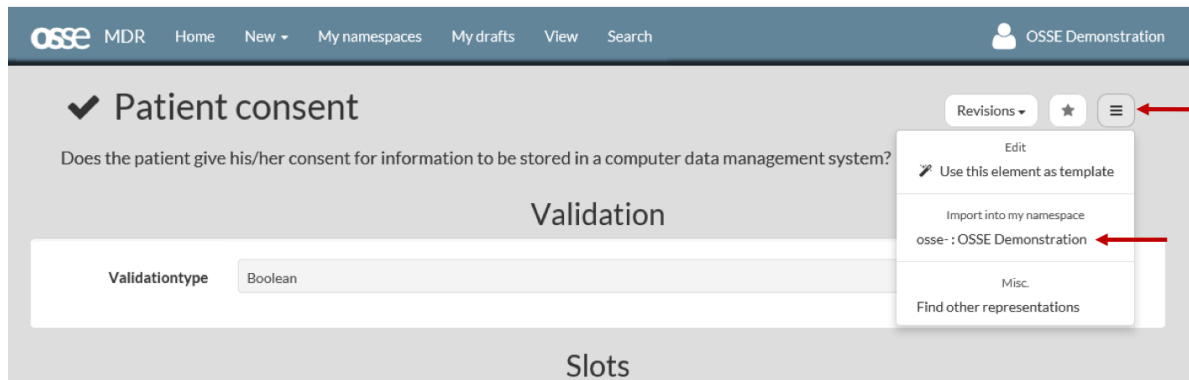 osse MDR Home New My namespaces My drafts View Search OSSE Demonstration
Patient consent
Revisions
Does the patient give his/her consent for information to be stored in a computer data management system?
Edit
Use this element as template
Import into my namespace
osse- : OSSE Demonstration
Misc.
Find other representations
Validation
Validationtype Boolean
Slots